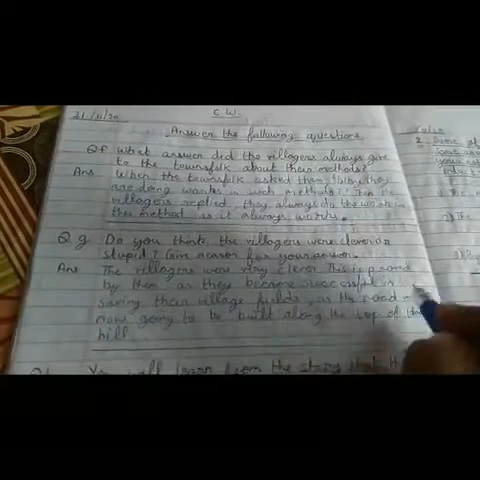 21/11/20
C.W.
Answer the following questions
Q f What answer did the villagers always give
to the townsfolk about their methods?
Ans When the townsfolk asked them "Why they
are doing works in such methods?" Then the
villagers replied, they always do the work in
this method as it always works.
Q g Do you think the villagers were clever or
stupid? Give reason for your answer.
Ans The villagers were very clever This is proved
by them as they became successful in
saving their village fields, as the road
now going to be built along the top of
hill
You will learn from the story that
2
1) The
2) The